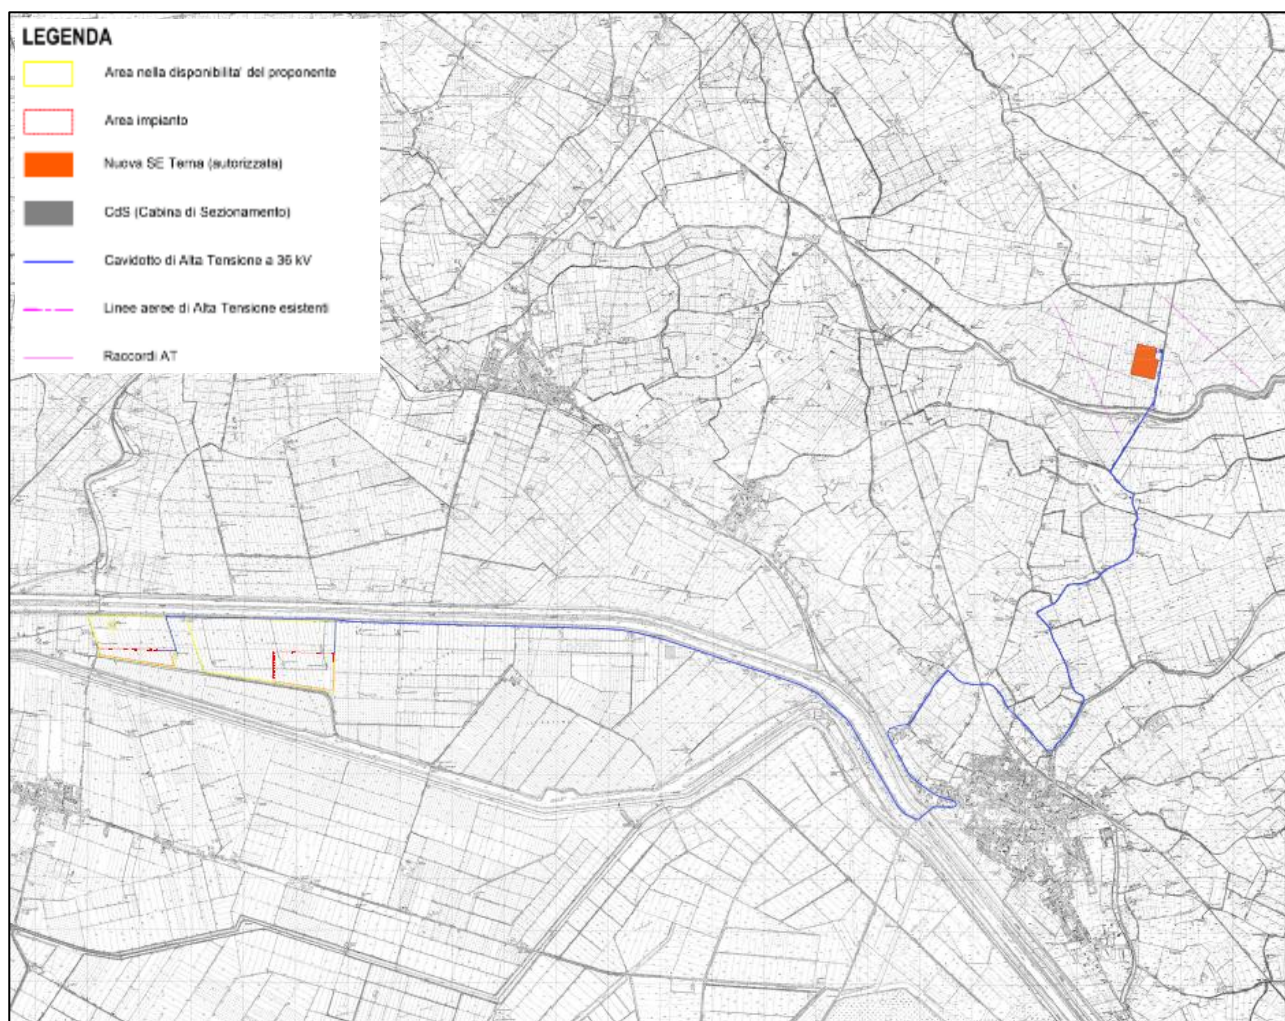 LEGENDA
Area nella disponibilita' del proponente
Area impianto
Nuova SE Terna (autorizzata)
CdS (Cabina di Sezionamento)
Cavidotto di Alta Tensione a 36 kV
Linee aeree di Alta Tensione esistenti
Raccordi AT